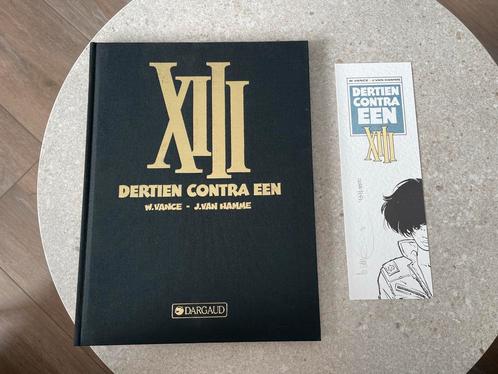 XIII
DERTIEN CONTRA EEN
W. VANCE - J. VAN HAMME
DARGAUD
W. VANCE - J. VAN HAMME
DERTIEN
CONTRA
EEN
XIII